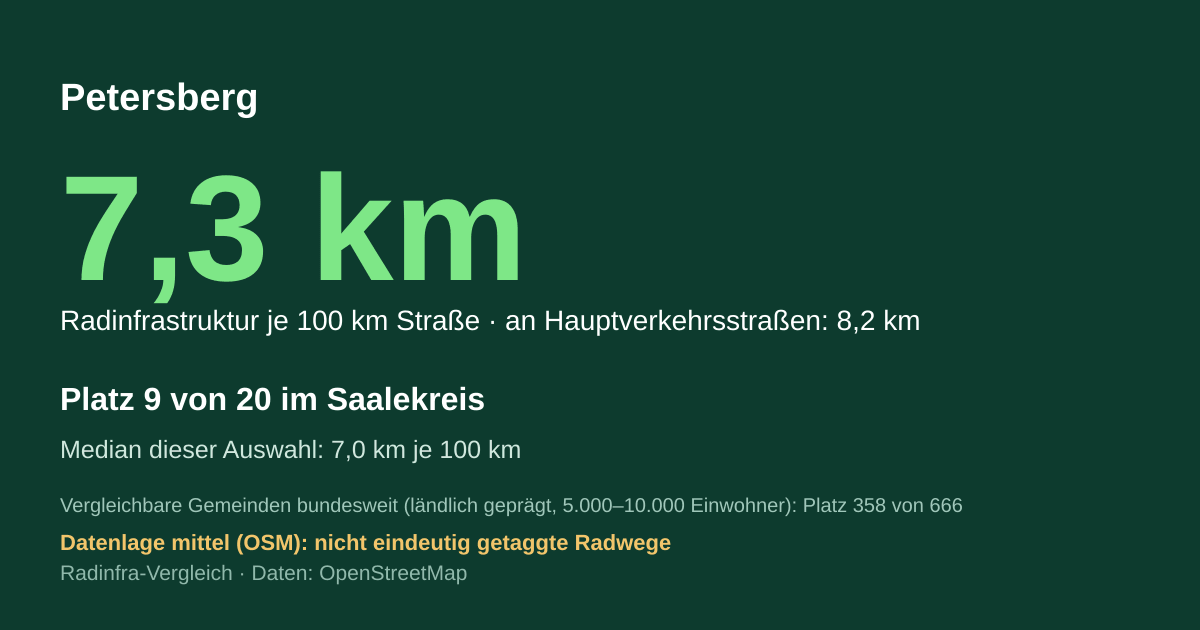 Petersberg
7,3 km
Radinfrastruktur je 100 km Straße · an Hauptverkehrsstraßen: 8,2 km
Platz 9 von 20 im Saalekreis
Median dieser Auswahl: 7,0 km je 100 km
Vergleichbare Gemeinden bundesweit (ländlich geprägt, 5.000–10.000 Einwohner): Platz 358 von 666
Datenlage mittel (OSM): nicht eindeutig getaggte Radwege
Radinfra-Vergleich · Daten: OpenStreetMap